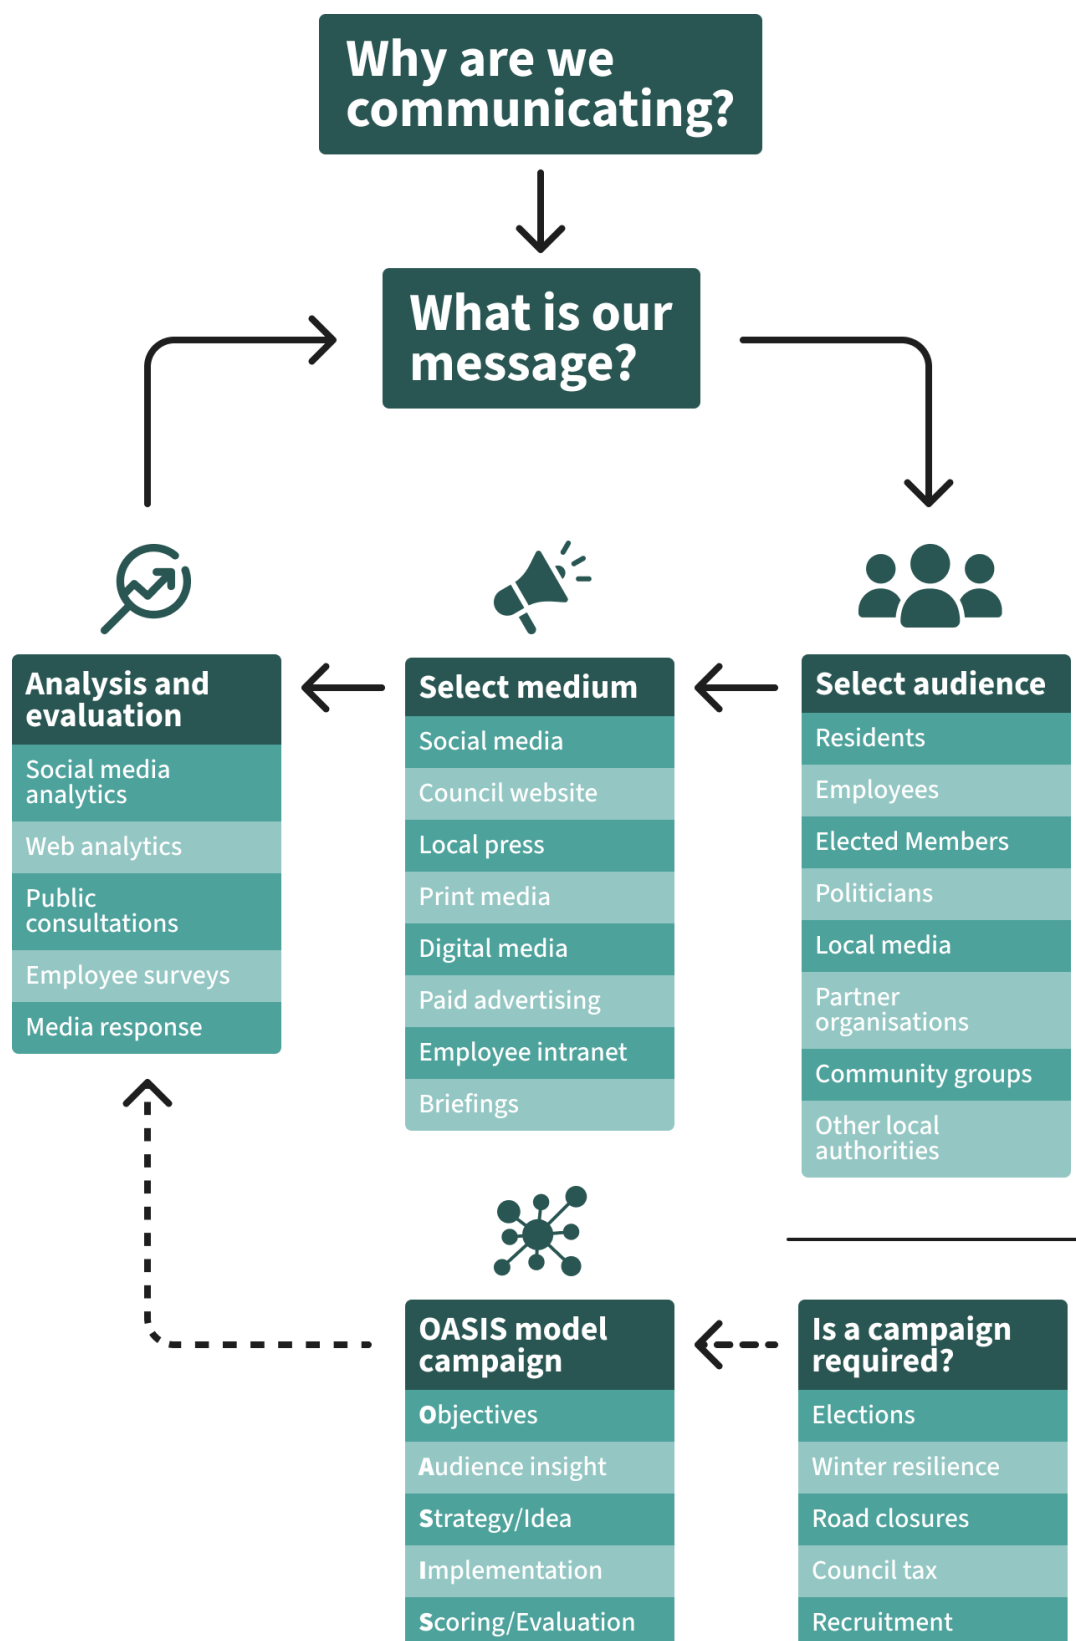 Why are we
communicating?
What is our
message?
Analysis and
evaluation
Social media
analytics
Web analytics
Public
consultations
Employee surveys
Media response
Select medium
Social media
Council website
Local press
Print media
Digital media
Paid advertising
Employee intranet
Briefings
Select audience
Residents
Employees
Elected Members
Politicians
Local media
Partner
organisations
Community groups
Other local
authorities
OASIS model
campaign
Objectives
Audience insight
Strategy/Idea
Implementation
Scoring/Evaluation
Is a campaign
required?
Elections
Winter resilience
Road closures
Council tax
Recruitment